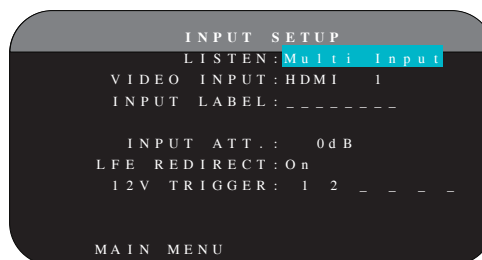 INPUT SETUP
LISTEN: Multi Input
VIDEO INPUT: HDMI 1
INPUT LABEL: _ _ _ _ _ _ _ _
INPUT ATT.: 0dB
LFE REDIRECT: On
12V TRIGGER: 1 2 _ _ _ _
MAIN MENU